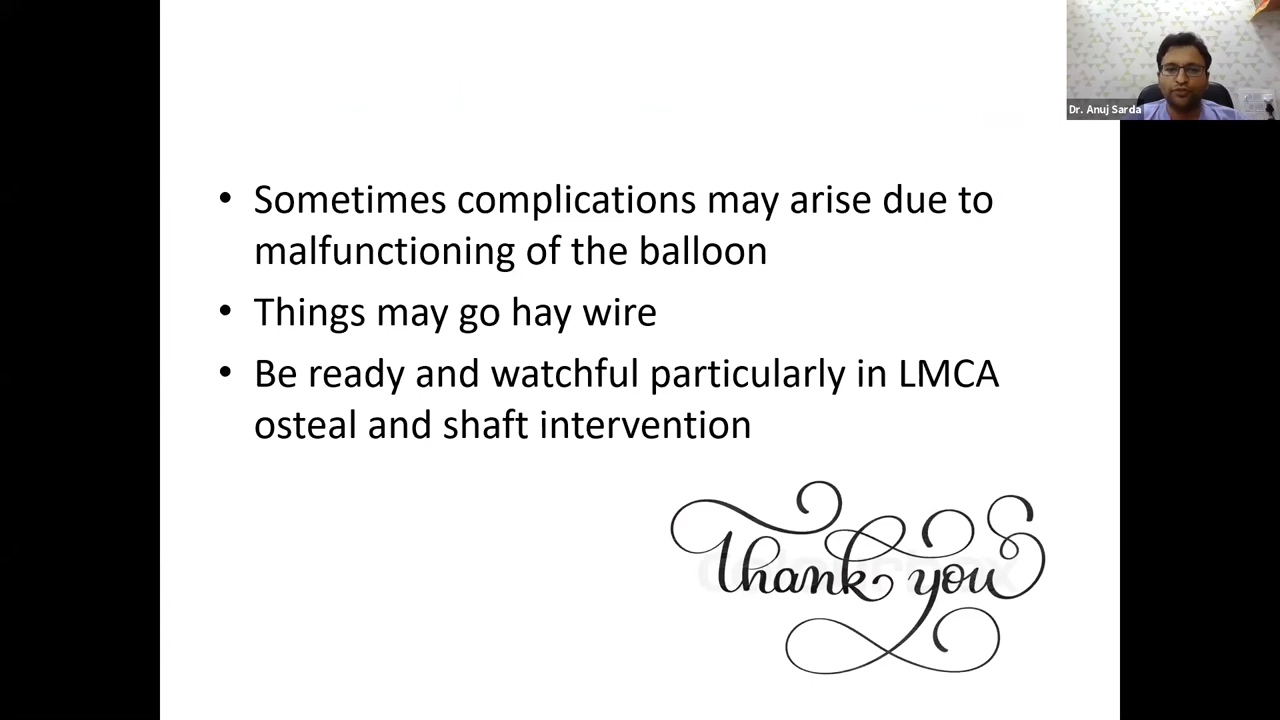 Dr. Anuj Sarda
• Sometimes complications may arise due to
malfunctioning of the balloon
• Things may go hay wire
• Be ready and watchful particularly in LMCA
osteal and shaft intervention
Thank you